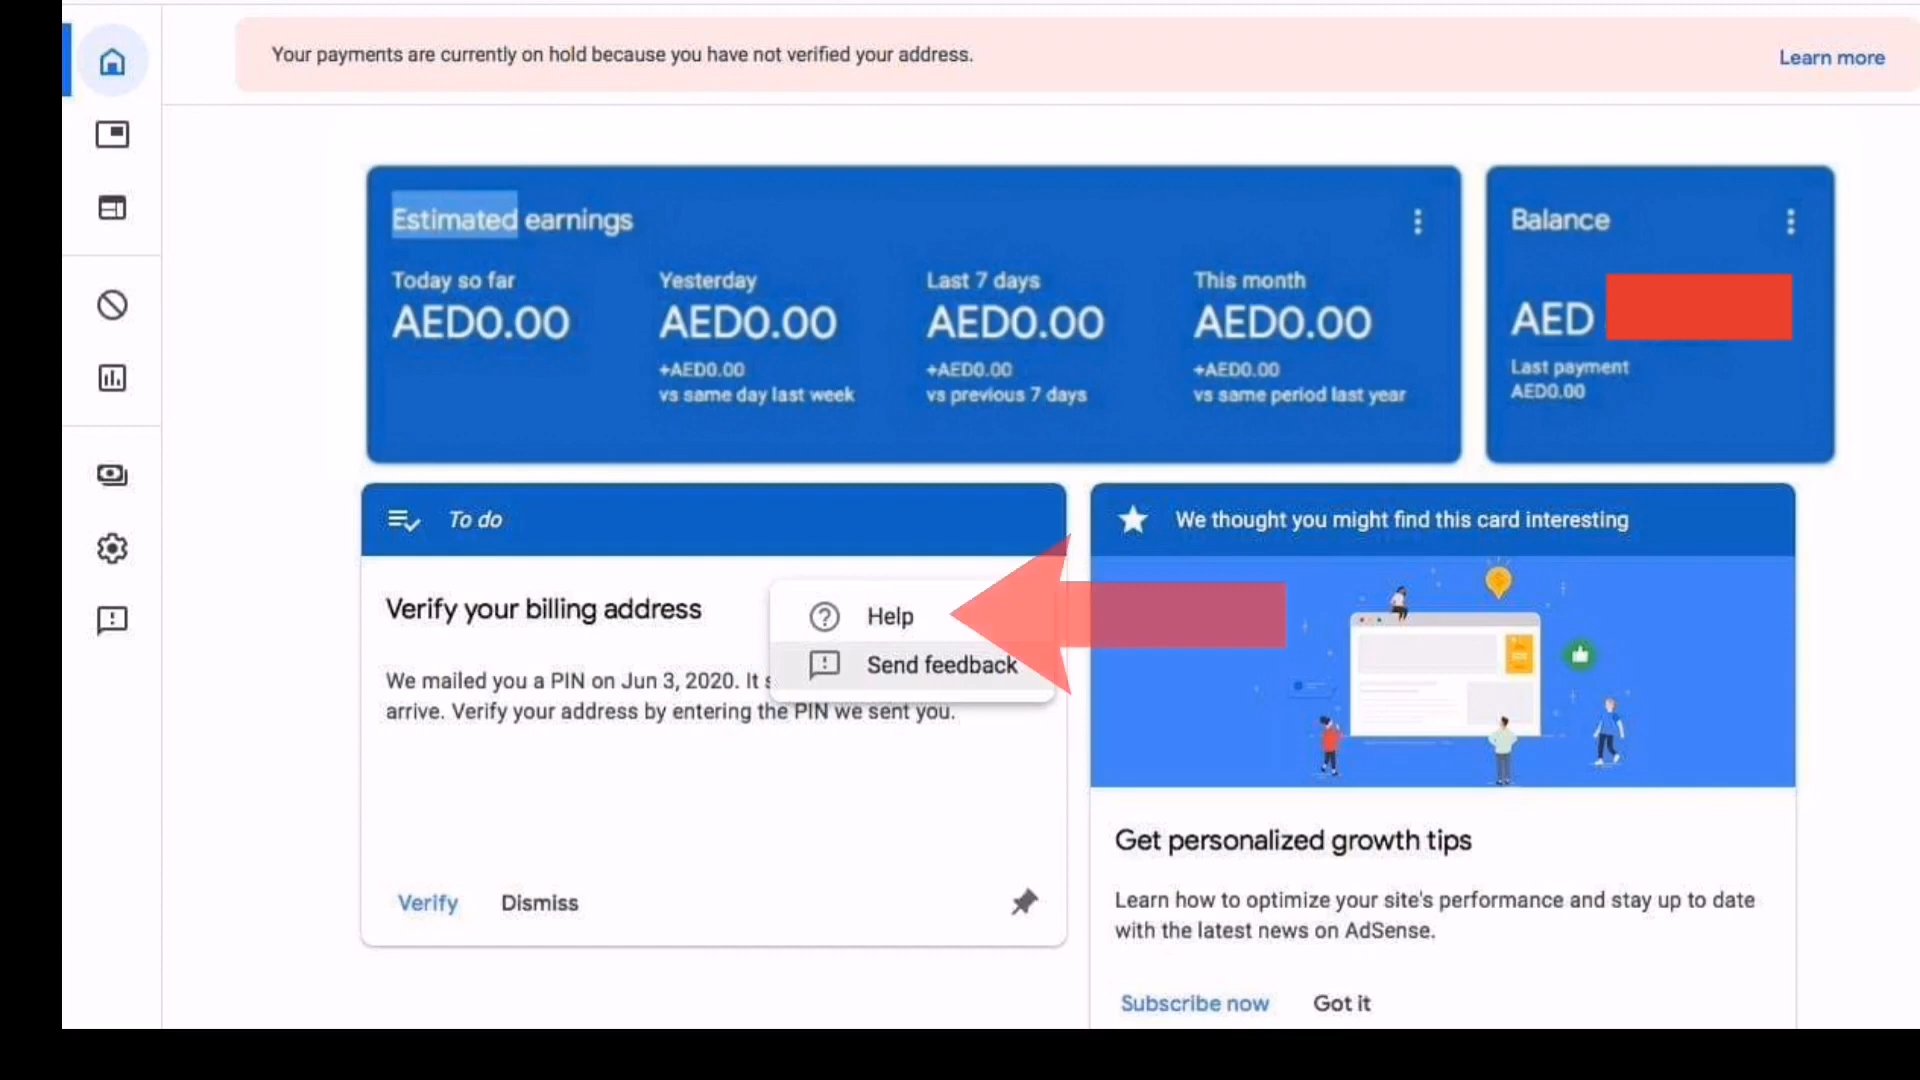 Your payments are currently on hold because you have not verified your address.
Learn more
Estimated earnings
Today so far
AED0.00
Yesterday
AED0.00
+AED0.00
vs same day last week
Last 7 days
AED0.00
+AED0.00
vs previous 7 days
This month
AED0.00
+AED0.00
vs same period last year
Balance
AED
Last payment
AED0.00
To do
Verify your billing address
We mailed you a PIN on Jun 3, 2020. It
arrive. Verify your address by entering the PIN we sent you.
Help
Send feedback
Verify
Dismiss
We thought you might find this card interesting
Get personalized growth tips
Learn how to optimize your site's performance and stay up to date
with the latest news on AdSense.
Subscribe now
Got it